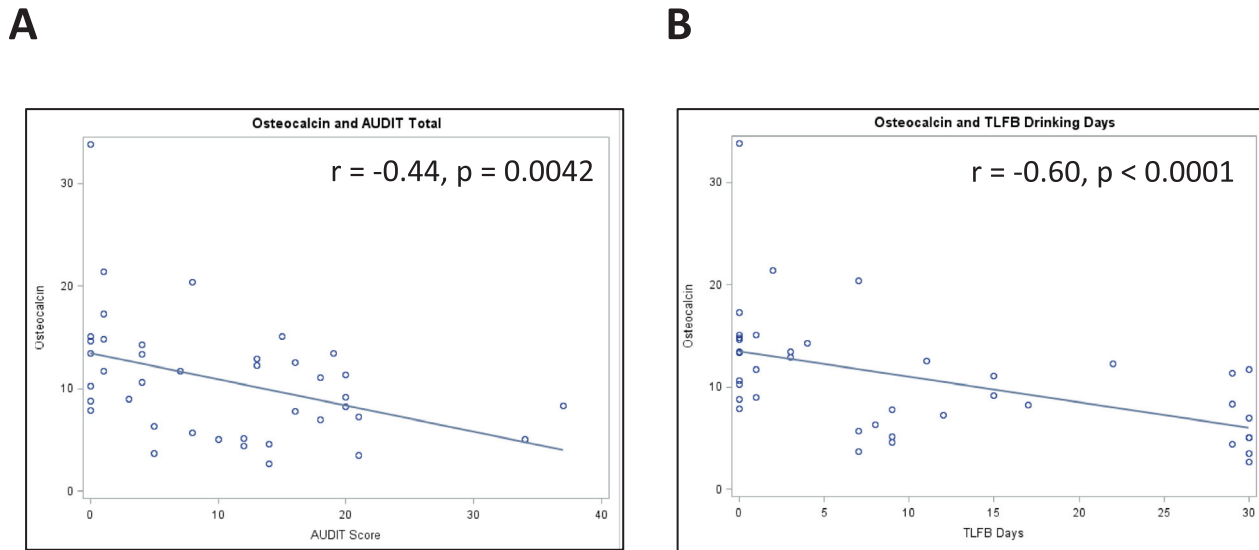 A
B
Osteocalcin and AUDIT Total
r = -0.44, p = 0.0042
30
20
10
0
Osteocalcin
0 10 20 30 40
AUDIT Score
Osteocalcin and TLFB Drinking Days
r = -0.60, p < 0.0001
30
20
10
0
Osteocalcin
0 5 10 15 20 25 30
TLFB Days